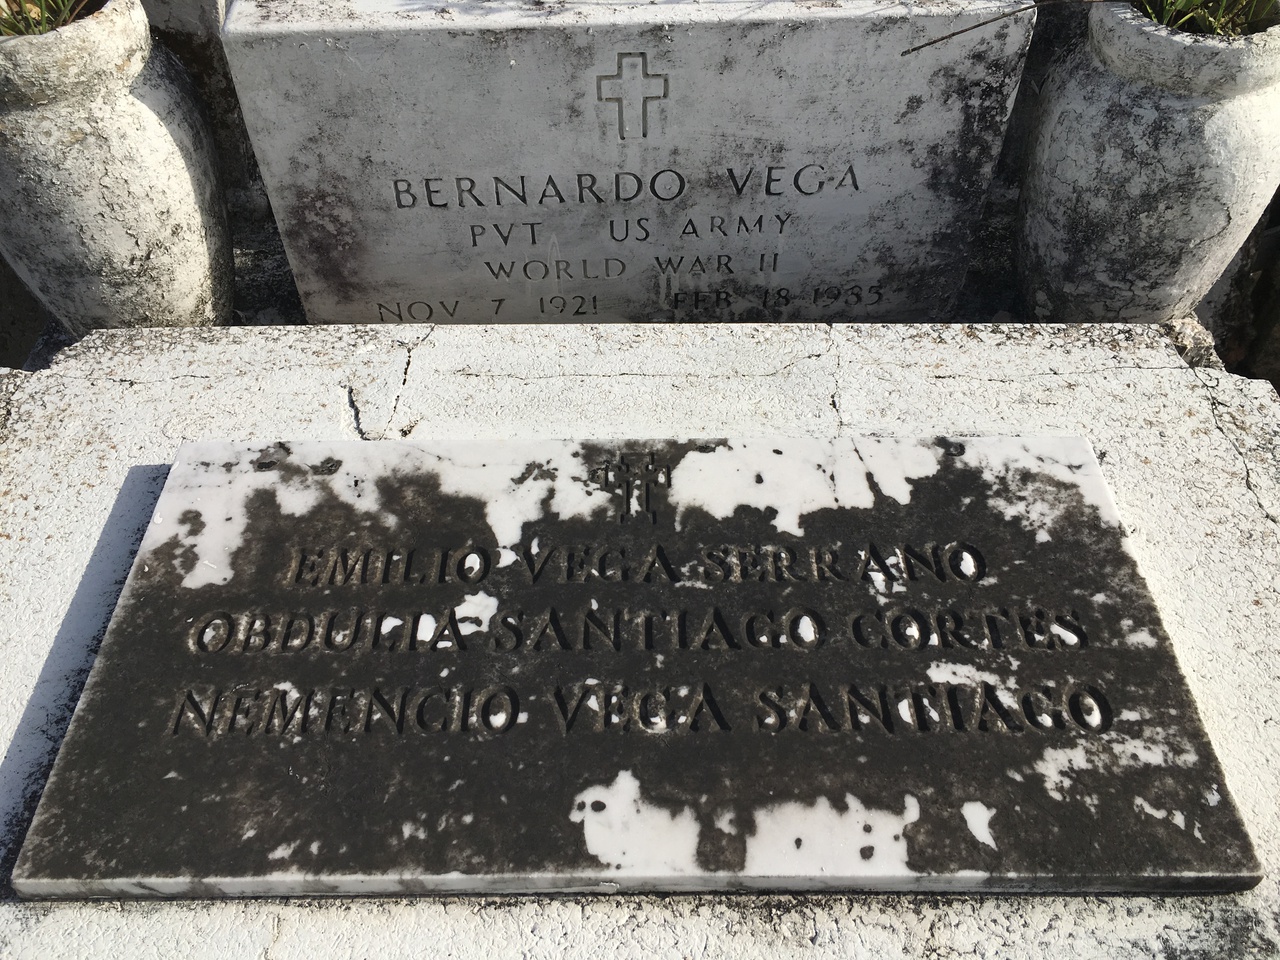 BERNARDO VEGA
PVT US ARMY
WORLD WAR II
NOV 7 1921 FEB 18 1935
EMILIO VEGA SERRANO
OBDULIA SANTIAGO CORTES
NEMENCIO VEGA SANTIAGO